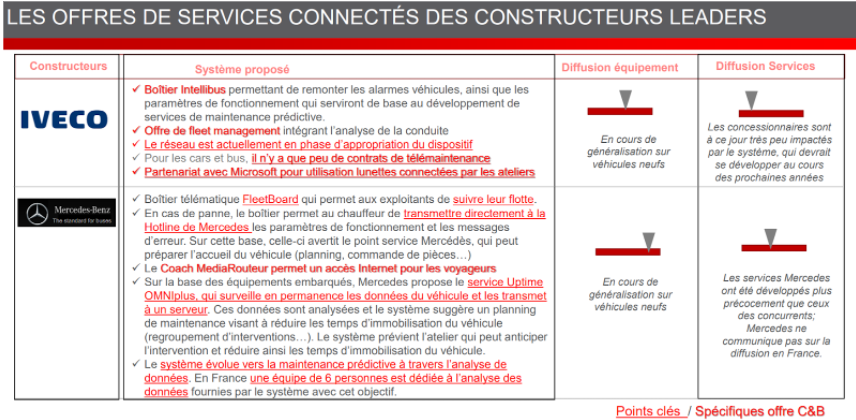 LES OFFRES DE SERVICES CONNECTÉS DES CONSTRUCTEURS LEADERS
Constructeurs
Système proposé
Diffusion équipement
Diffusion Services
IVECO
✓ Boîtier Intellibus permettant de remonter les alarmes véhicules, ainsi que les
paramètres de fonctionnement qui serviront de base au développement de
services de maintenance prédictive.
✓ Offre de fleet management intégrant l'analyse de la conduite
✓ Le réseau est actuellement en phase d'appropriation du dispositif
✓ Pour les cars et bus, il n'y a que peu de contrats de télémaintenance
✓ Partenariat avec Microsoft pour utilisation lunettes connectées par les ateliers
En cours de
généralisation sur
véhicules neufs
Les concessionnaires sont
à ce jour très peu impactés
par le système, qui devrait
se développer au cours
des prochaines années
Mercedes-Benz
The standard for buses
✓ Boîtier télématique FleetBoard qui permet aux exploitants de suivre leur flotte.
✓ En cas de panne, le boîtier permet au chauffeur de transmettre directement à la
Hotline de Mercedes les paramètres de fonctionnement et les messages
d'erreur. Sur cette base, celle-ci avertit le point service Mercédès, qui peut
préparer l'accueil du véhicule (planning, commande de pièces…)
✓ Le Coach MediaRouteur permet un accès Internet pour les voyageurs
✓ Sur la base des équipements embarqués, Mercedes propose le service Uptime
OMNIplus, qui surveille en permanence les données du véhicule et les transmet
à un serveur. Ces données sont analysées et le système suggère un planning
de maintenance visant à réduire les temps d'immobilisation du véhicule
(regroupement d'interventions…). Le système prévient l'atelier qui peut anticiper
l'intervention et réduire ainsi les temps d'immobilisation du véhicule.
✓ Le système évolue vers la maintenance prédictive à travers l'analyse de
données. En France une équipe de 6 personnes est dédiée à l'analyse des
données fournies par le système avec cet objectif.
En cours de
généralisation sur
véhicules neufs
Les services Mercedes
ont été développés plus
précocement que ceux
des concurrents;
Mercedes ne
communique pas sur la
diffusion en France.
Points clés / Spécifiques offre C&B